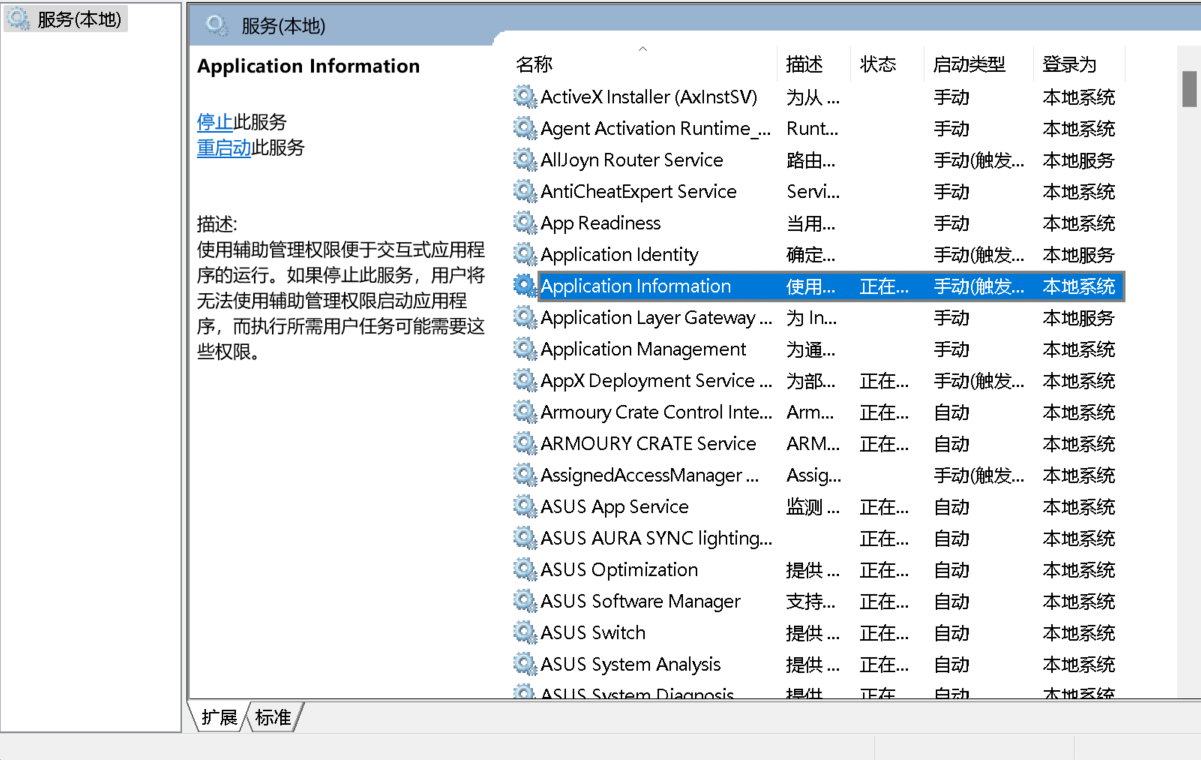 服务(本地)
服务(本地)
Application Information
停止此服务
重启动此服务
描述:
使用辅助管理权限便于交互式应用程
序的运行。如果停止此服务，用户将
无法使用辅助管理权限启动应用程
序，而执行所需用户任务可能需要这
些权限。
名称 描述 状态 启动类型 登录为
ActiveX Installer (AxInstSV) 为从 ... 手动 本地系统
Agent Activation Runtime_... Runt... 手动 本地系统
AllJoyn Router Service 路由... 手动(触发... 本地服务
AntiCheatExpert Service Servi... 手动 本地系统
App Readiness 当用... 手动 本地系统
Application Identity 确定... 手动(触发... 本地服务
Application Information 使用... 正在... 手动(触发... 本地系统
Application Layer Gateway ... 为 In... 手动 本地服务
Application Management 为通... 手动 本地系统
AppX Deployment Service ... 为部... 正在... 手动(触发... 本地系统
Armoury Crate Control Inte... Arm... 正在... 自动 本地系统
ARMOURY CRATE Service ARM... 正在... 自动 本地系统
AssignedAccessManager ... Assig... 手动(触发... 本地系统
ASUS App Service 监测 ... 正在... 自动 本地系统
ASUS AURA SYNC lighting... 正在... 自动 本地系统
ASUS Optimization 提供 ... 正在... 自动 本地系统
ASUS Software Manager 支持... 正在... 自动 本地系统
ASUS Switch 提供 ... 正在... 自动 本地系统
ASUS System Analysis 提供 ... 正在... 自动 本地系统
ASUS System Diagnosis 提供 正在 自动 本地系统
扩展 标准